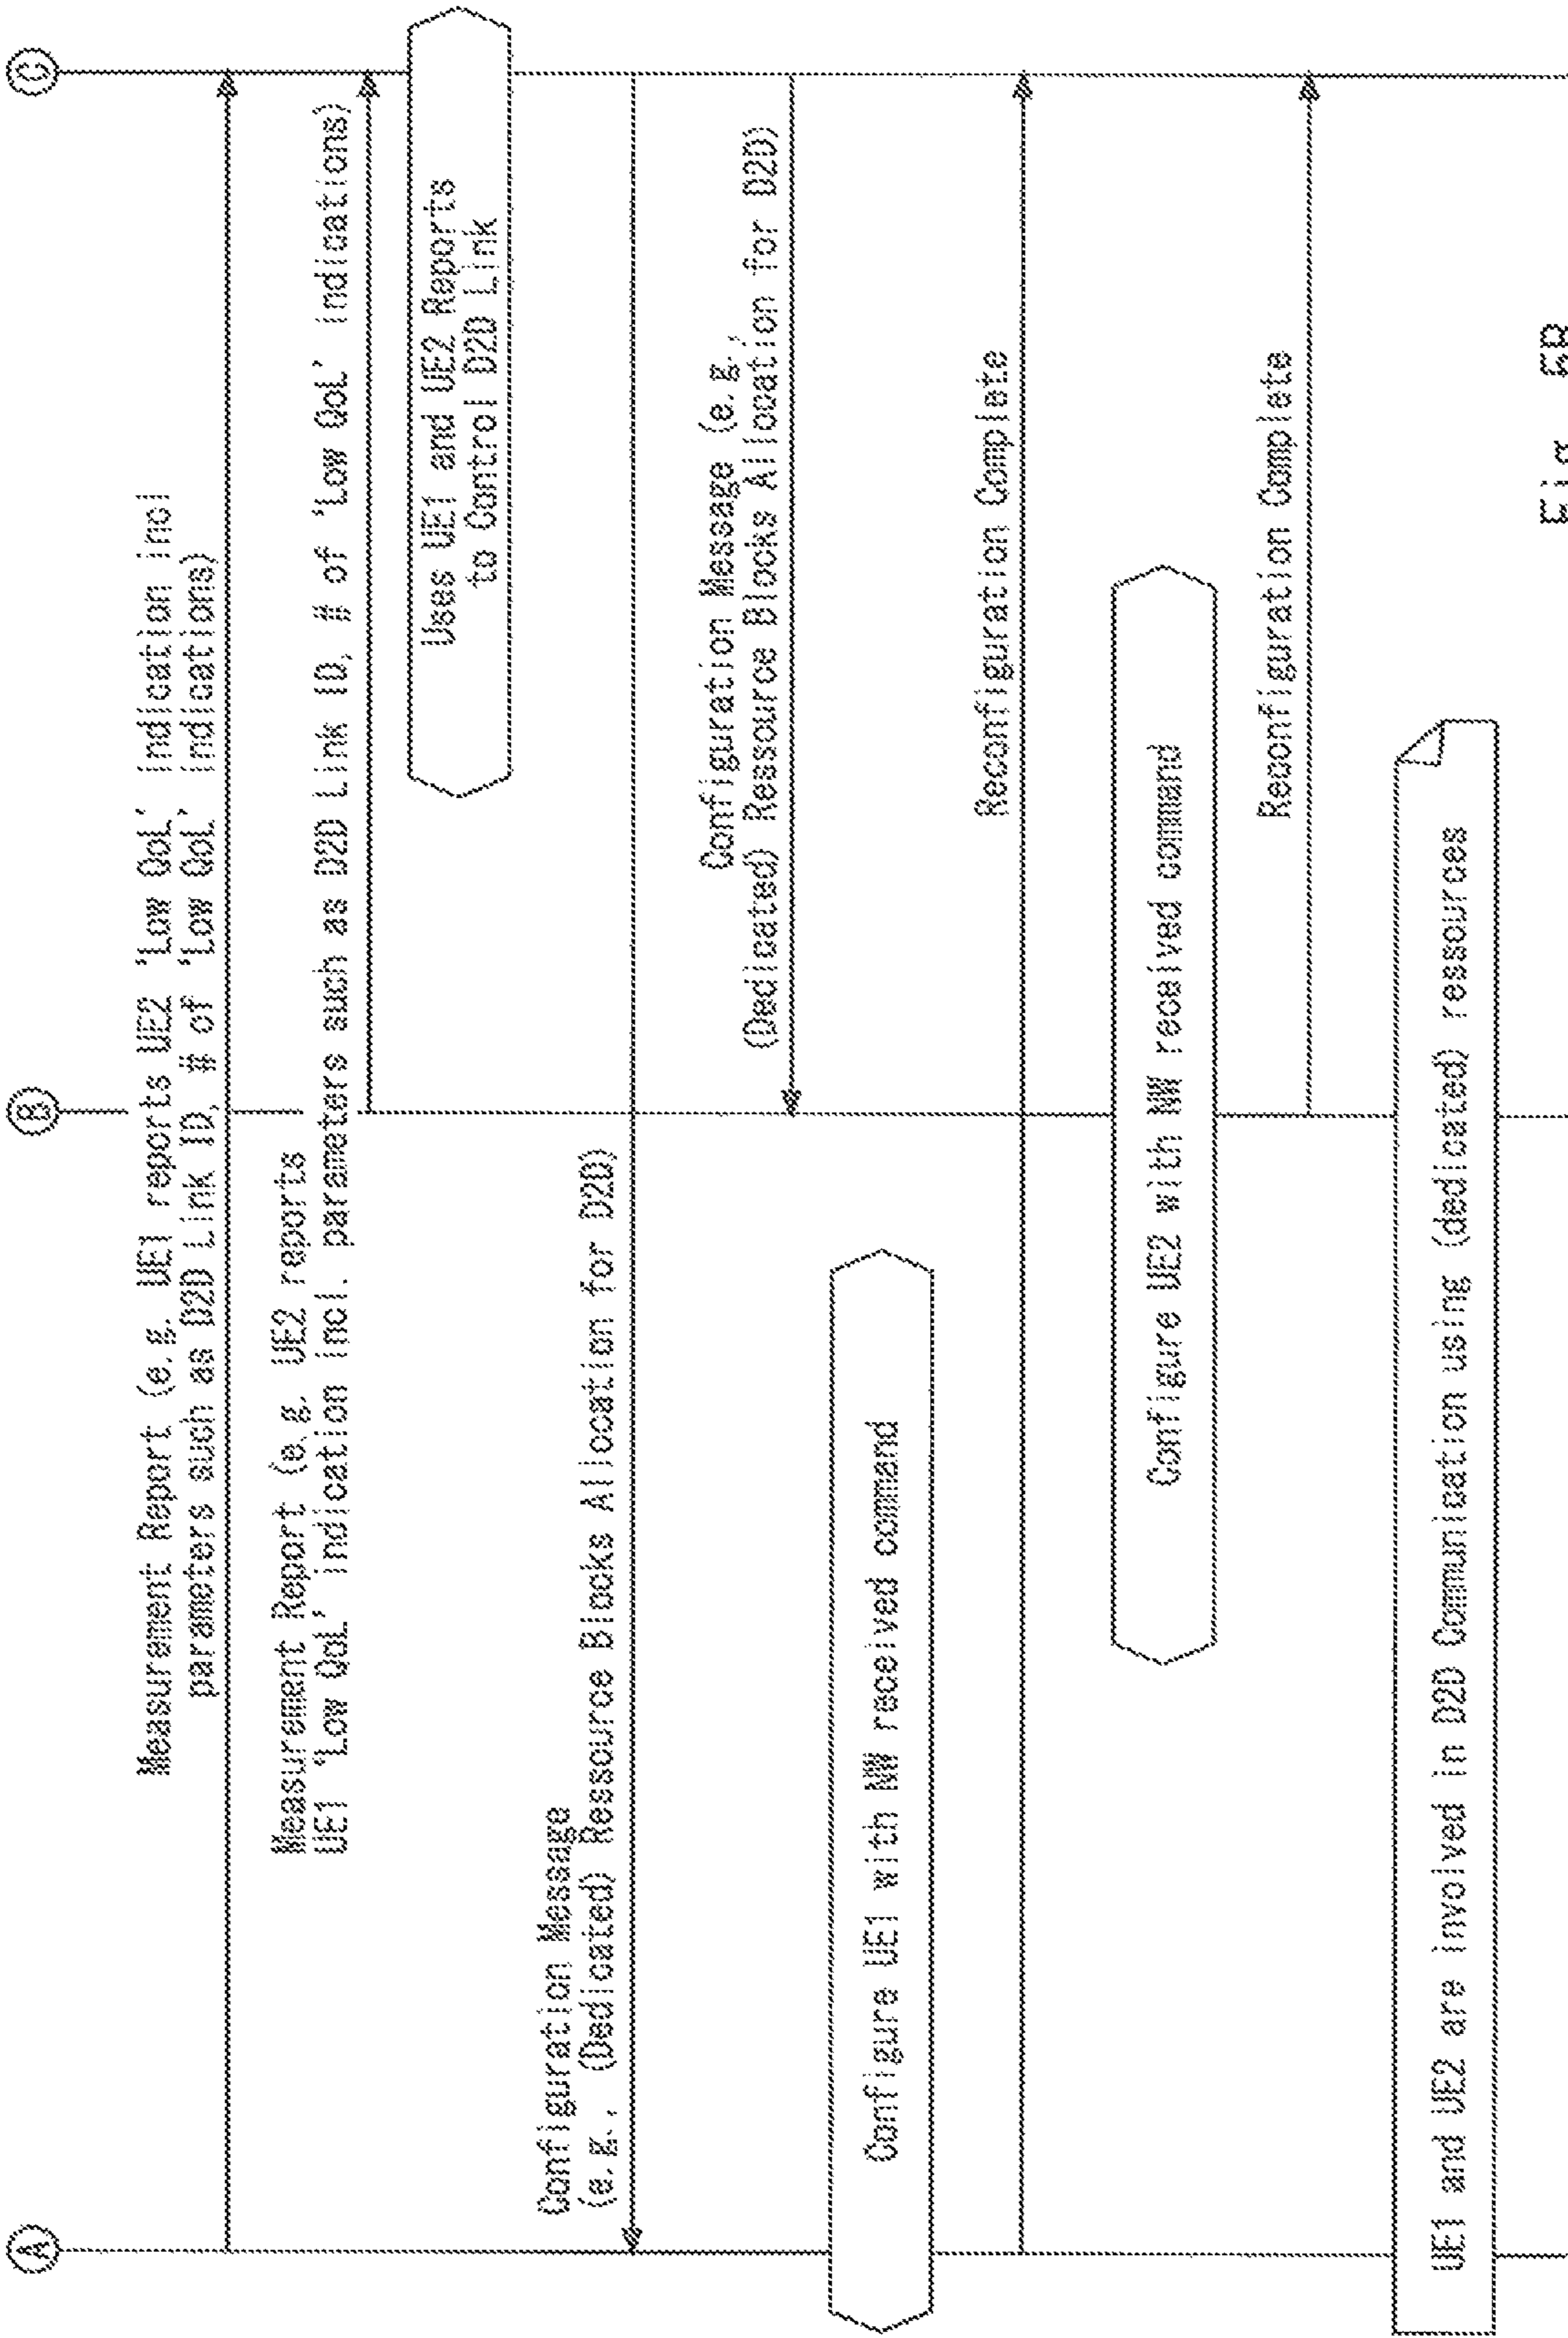 A
B
C
Measurement Report (e.g. UE1 reports UE2 'Low QoL' indication incl
parameters such as D2D Link ID, # of 'Low QoL' indications)
Measurement Report (e.g. UE2 reports
UE1 'Low QoL' indication incl. parameters such as D2D Link ID, # of 'Low QoL' indications)
Uses UE1 and UE2 Reports
to Control D2D Link
Configuration Message
(e.g., (Dedicated) Ressource Blocks Allocation for D2D)
Configuration Message (e.g.,
(Dedicated) Ressource Blocks Allocation for D2D)
Configure UE1 with NW received command
Reconfiguration Complete
Configure UE2 with NW received command
Reconfiguration Complete
UE1 and UE2 are involved in D2D Communication using (dedicated) ressources